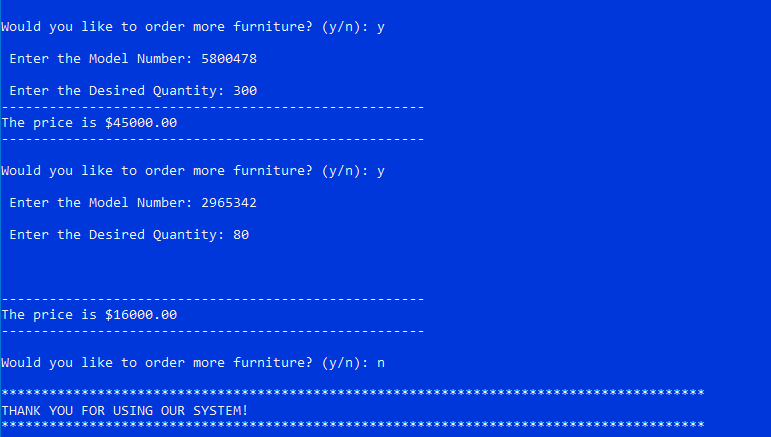 Would you like to order more furniture? (y/n): y
Enter the Model Number: 5800478
Enter the Desired Quantity: 300
-----------------------------------------------------
The price is $45000.00
-----------------------------------------------------
Would you like to order more furniture? (y/n): y
Enter the Model Number: 2965342
Enter the Desired Quantity: 80
-----------------------------------------------------
The price is $16000.00
-----------------------------------------------------
Would you like to order more furniture? (y/n): n
****************************************************************************************
THANK YOU FOR USING OUR SYSTEM!
****************************************************************************************